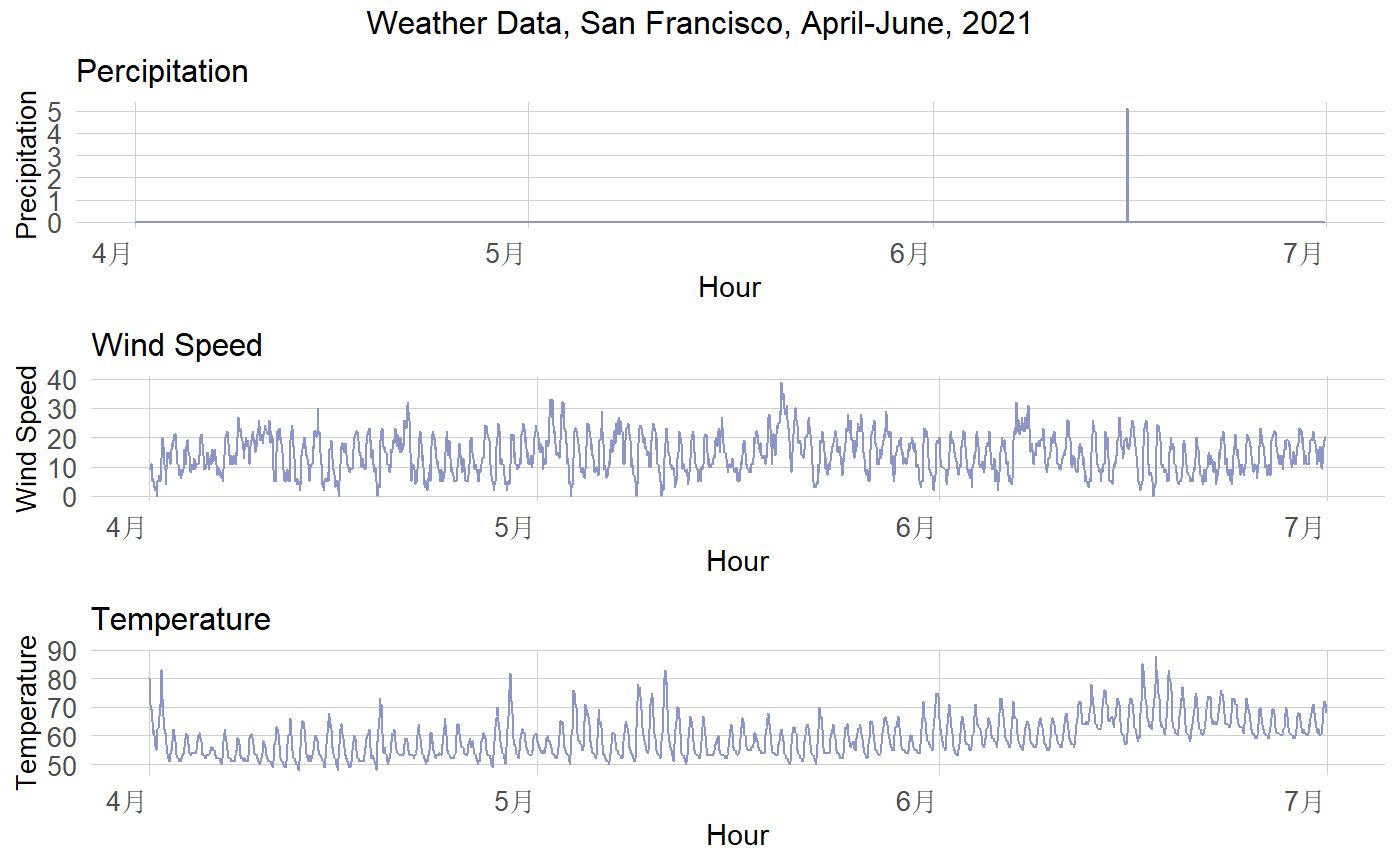 Weather Data, San Francisco, April-June, 2021
Percipitation
Precipitation
5
4
3
2
1
0
4月 5月 6月 7月
Hour
Wind Speed
Wind Speed
40
30
20
10
0
4月 5月 6月 7月
Hour
Temperature
Temperature
90
80
70
60
50
4月 5月 6月 7月
Hour